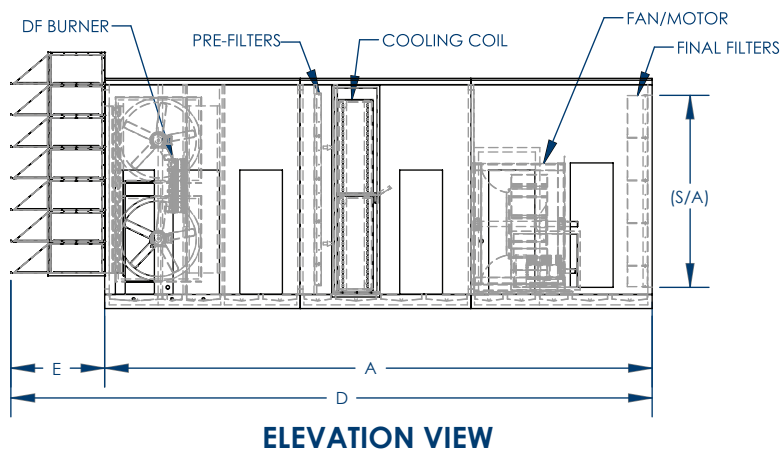 DF BURNER
PRE-FILTERS
COOLING COIL
FAN/MOTOR
FINAL FILTERS
(S/A)
E
A
D
ELEVATION VIEW